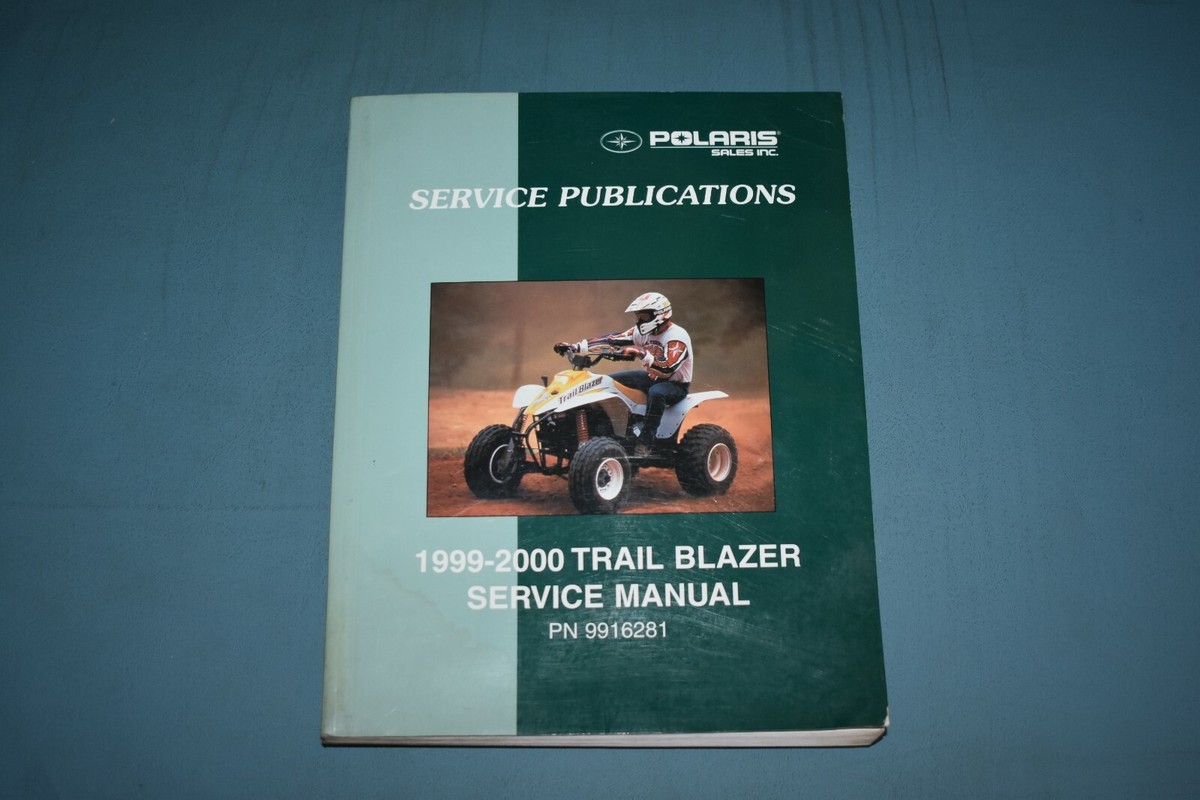 POLARIS®
SALES INC.
SERVICE PUBLICATIONS
Trail Blazer
1999-2000 TRAIL BLAZER
SERVICE MANUAL
PN 9916281